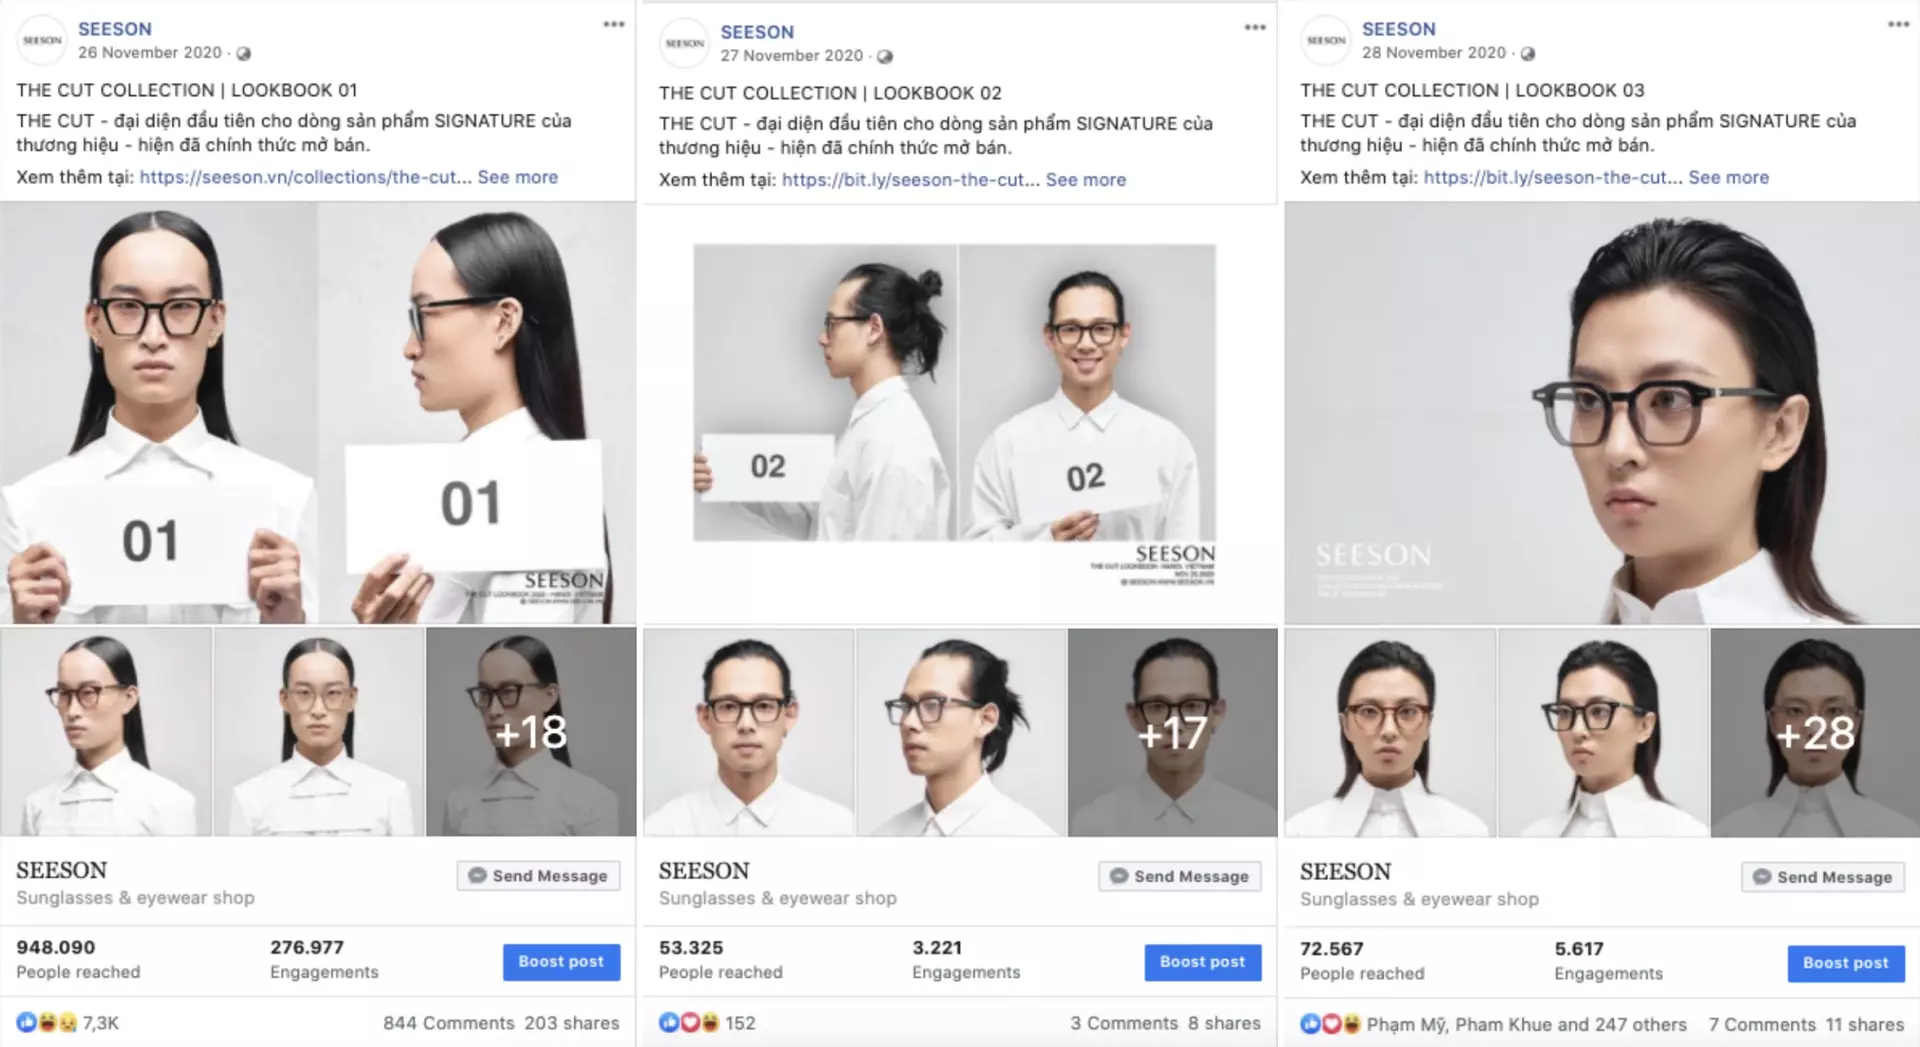 SEESON
SEESON
26 November 2020 ·
THE CUT COLLECTION | LOOKBOOK 01
THE CUT - đại diện đầu tiên cho dòng sản phẩm SIGNATURE của
thương hiệu - hiện đã chính thức mở bán.
Xem thêm tại: https://seeson.vn/collections/the-cut... See more
01
01
SEESON
+18
SEESON
Sunglasses & eyewear shop
Send Message
948.090
People reached
276.977
Engagements
Boost post
7,3K
844 Comments 203 shares
SEESON
SEESON
27 November 2020 ·
THE CUT COLLECTION | LOOKBOOK 02
THE CUT - đại diện đầu tiên cho dòng sản phẩm SIGNATURE của
thương hiệu - hiện đã chính thức mở bán.
Xem thêm tại: https://bit.ly/seeson-the-cut... See more
02
02
SEESON
+17
SEESON
Sunglasses & eyewear shop
Send Message
53.325
People reached
3.221
Engagements
Boost post
152
3 Comments 8 shares
SEESON
SEESON
28 November 2020 ·
THE CUT COLLECTION | LOOKBOOK 03
THE CUT - đại diện đầu tiên cho dòng sản phẩm SIGNATURE của
thương hiệu - hiện đã chính thức mở bán.
Xem thêm tại: https://bit.ly/seeson-the-cut... See more
SEESON
+28
SEESON
Sunglasses & eyewear shop
Send Message
72.567
People reached
5.617
Engagements
Boost post
Phạm Mỹ, Pham Khue and 247 others
7 Comments 11 shares